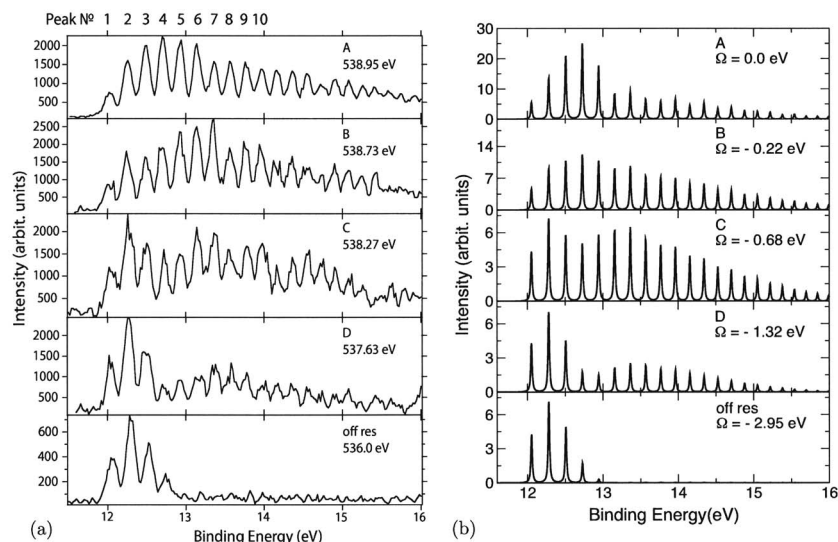 Peak Nº 1 2 3 4 5 6 7 8 9 10
A
538.95 eV
2000
1500
1000
500
B
538.73 eV
2500
2000
1500
1000
500
C
538.27 eV
2000
1500
1000
500
D
537.63 eV
2000
1500
1000
500
off res
536.0 eV
600
400
200
12 13 14 15 16
Intensity (arbit. units)
Binding Energy (eV)
(a)
A
Ω = 0.0 eV
30
25
20
15
10
5
0
B
Ω = - 0.22 eV
14
7
0
C
Ω = - 0.68 eV
6
3
0
D
Ω = - 1.32 eV
6
3
0
off res
Ω = - 2.95 eV
6
3
0
12 13 14 15 16
Intensity (arbit. units)
Binding Energy(eV)
(b)